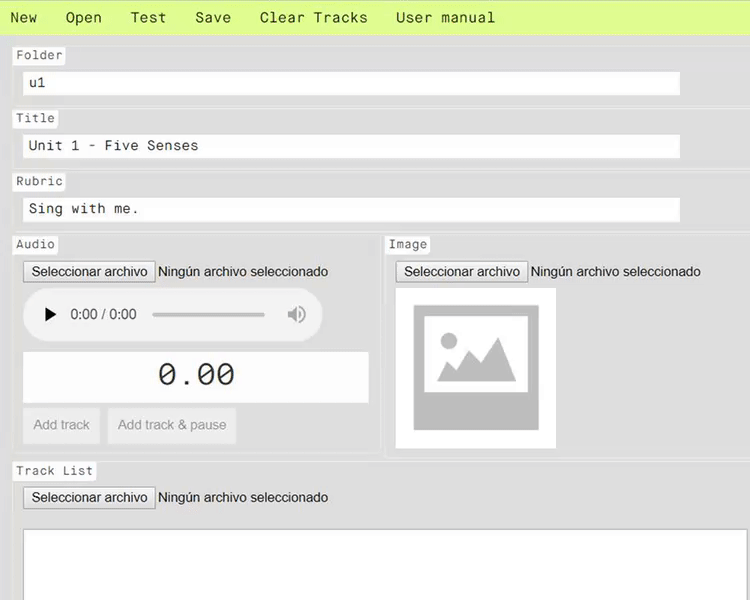 New Open Test Save Clear Tracks User manual
Folder
u1
Title
Unit 1 - Five Senses
Rubric
Sing with me.
Audio
Seleccionar archivo Ningún archivo seleccionado
0:00 / 0:00
0.00
Add track Add track & pause
Image
Seleccionar archivo Ningún archivo seleccionado
Track List
Seleccionar archivo Ningún archivo seleccionado